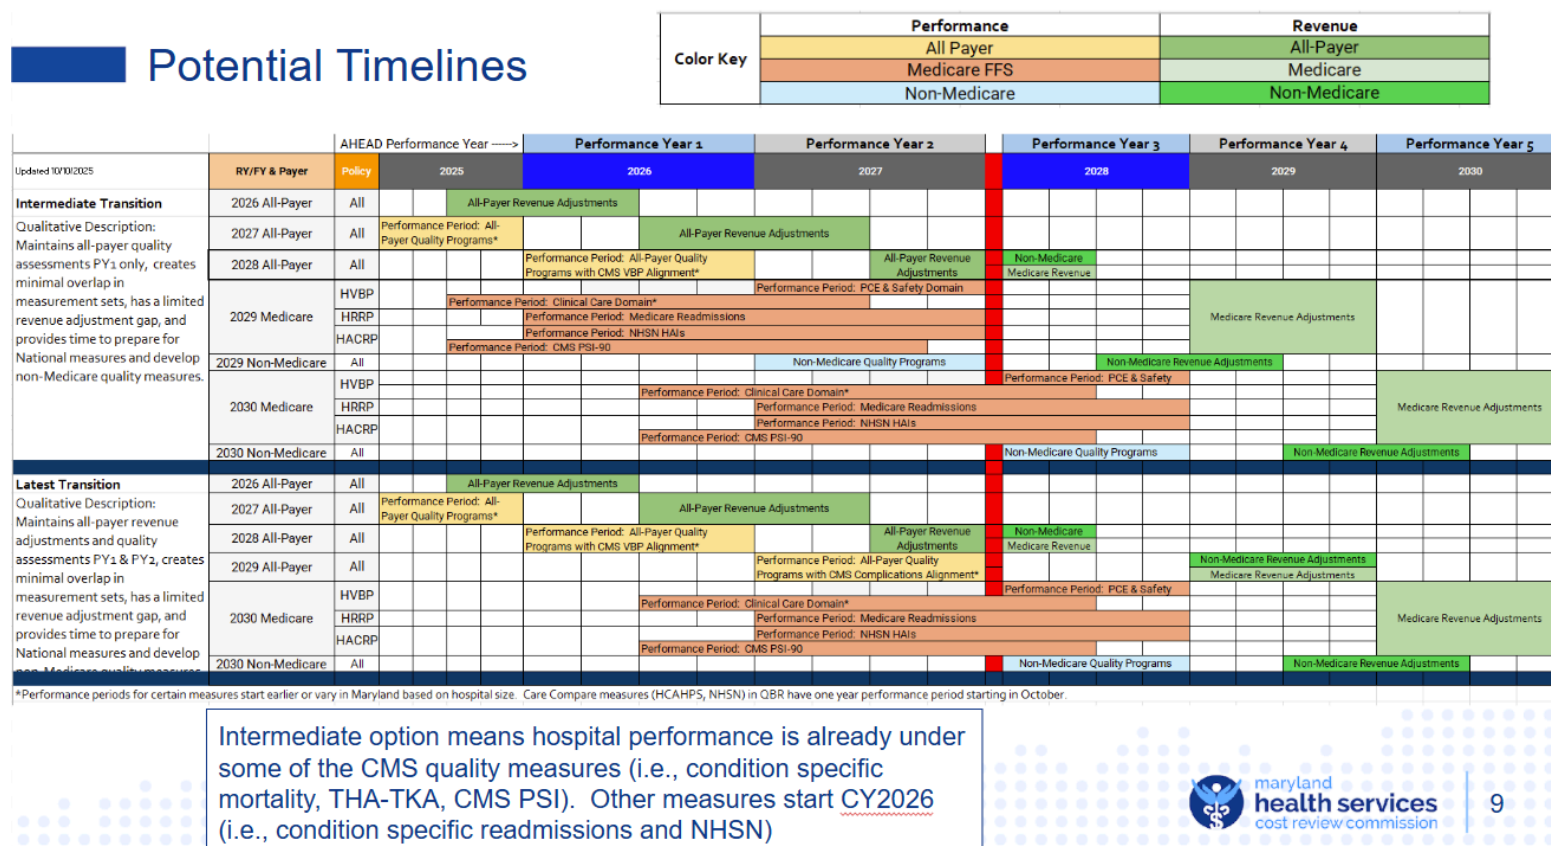 Potential Timelines
Color Key
Performance
Revenue
All Payer
All-Payer
Medicare FFS
Medicare
Non-Medicare
Non-Medicare
AHEAD Performance Year ----->
Performance Year 1
Performance Year 2
Performance Year 3
Performance Year 4
Performance Year 5
Updated 10/10/2025
RY/FY & Payer
Policy
2025
2026
2027
2028
2029
2030
Intermediate Transition
Qualitative Description:
Maintains all-payer quality
assessments PY1 only, creates
minimal overlap in
measurement sets, has a limited
revenue adjustment gap, and
provides time to prepare for
National measures and develop
non-Medicare quality measures.
2026 All-Payer
All
All-Payer Revenue Adjustments
2027 All-Payer
All
Performance Period: All-
Payer Quality Programs*
All-Payer Revenue Adjustments
2028 All-Payer
All
Performance Period: All-Payer Quality
Programs with CMS VBP Alignment*
All-Payer Revenue
Adjustments
Non-Medicare
Medicare Revenue
2029 Medicare
HVBP
Performance Period: PCE & Safety Domain
Performance Period: Clinical Care Domain*
HRRP
Performance Period: Medicare Readmissions
HACRP
Performance Period: NHSN HAIs
Performance Period: CMS PSI-90
Medicare Revenue Adjustments
2029 Non-Medicare
All
Non-Medicare Quality Programs
Non-Medicare Revenue Adjustments
2030 Medicare
HVBP
Performance Period: PCE & Safety
Performance Period: Clinical Care Domain*
HRRP
Performance Period: Medicare Readmissions
HACRP
Performance Period: NHSN HAIs
Performance Period: CMS PSI-90
Medicare Revenue Adjustments
2030 Non-Medicare
All
Non-Medicare Quality Programs
Non-Medicare Revenue Adjustments
Latest Transition
Qualitative Description:
Maintains all-payer revenue
adjustments and quality
assessments PY1 & PY2, creates
minimal overlap in
measurement sets, has a limited
revenue adjustment gap, and
provides time to prepare for
National measures and develop
non-Medicare quality measures
2026 All-Payer
All
All-Payer Revenue Adjustments
2027 All-Payer
All
Performance Period: All-
Payer Quality Programs*
All-Payer Revenue Adjustments
2028 All-Payer
All
Performance Period: All-Payer Quality
Programs with CMS VBP Alignment*
All-Payer Revenue
Adjustments
Non-Medicare
Medicare Revenue
2029 All-Payer
All
Performance Period: All-Payer Quality
Programs with CMS Complications Alignment*
Non-Medicare Revenue Adjustments
Medicare Revenue Adjustments
2030 Medicare
HVBP
Performance Period: PCE & Safety
Performance Period: Clinical Care Domain*
HRRP
Performance Period: Medicare Readmissions
HACRP
Performance Period: NHSN HAIs
Performance Period: CMS PSI-90
Medicare Revenue Adjustments
2030 Non-Medicare
All
Non-Medicare Quality Programs
Non-Medicare Revenue Adjustments
*Performance periods for certain measures start earlier or vary in Maryland based on hospital size. Care Compare measures (HCAHPS, NHSN) in QBR have one year performance period starting in October.
Intermediate option means hospital performance is already under
some of the CMS quality measures (i.e., condition specific
mortality, THA-TKA, CMS PSI). Other measures start CY2026
(i.e., condition specific readmissions and NHSN)
maryland
health services
cost review commission
9